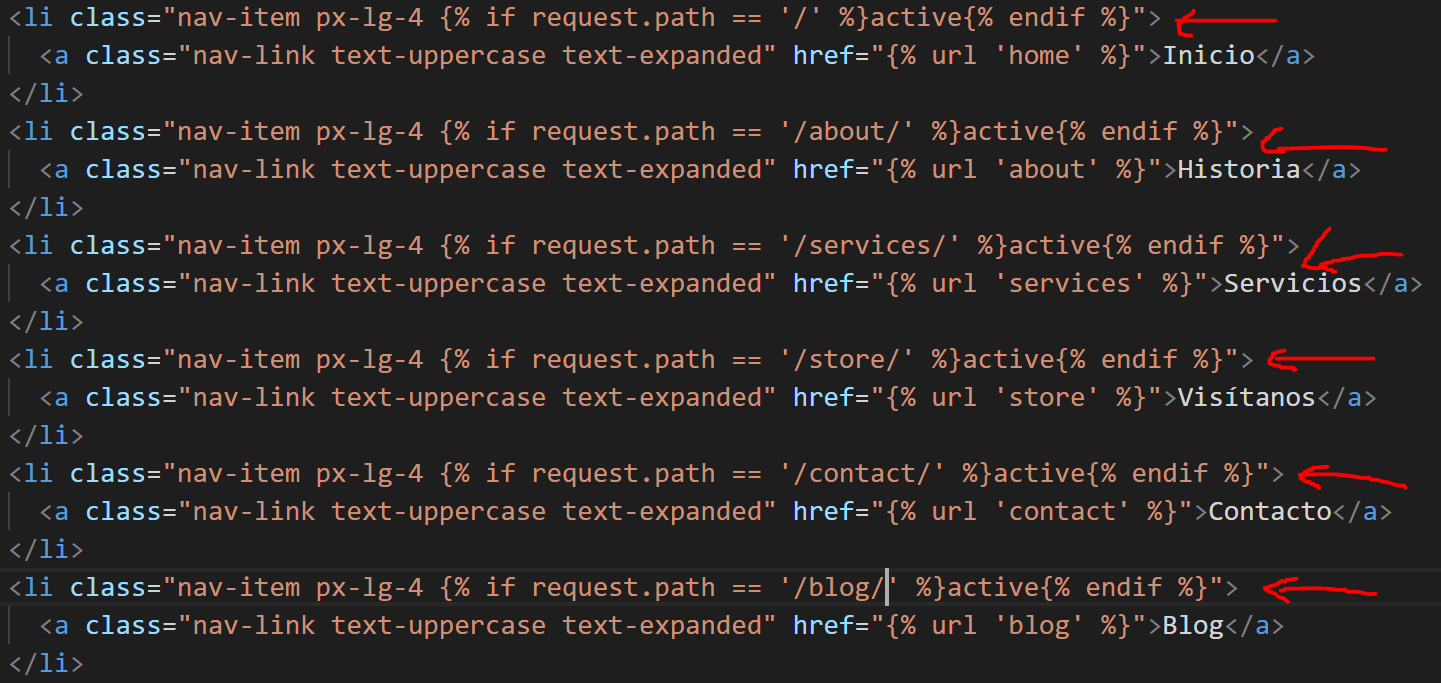 <li class="nav-item px-lg-4 {% if request.path == '/' %}active{% endif %}">
<a class="nav-link text-uppercase text-expanded" href="{% url 'home' %}">Inicio</a>
</li>
<li class="nav-item px-lg-4 {% if request.path == '/about/' %}active{% endif %}">
<a class="nav-link text-uppercase text-expanded" href="{% url 'about' %}">Historia</a>
</li>
<li class="nav-item px-lg-4 {% if request.path == '/services/' %}active{% endif %}">
<a class="nav-link text-uppercase text-expanded" href="{% url 'services' %}">Servicios</a>
</li>
<li class="nav-item px-lg-4 {% if request.path == '/store/' %}active{% endif %}">
<a class="nav-link text-uppercase text-expanded" href="{% url 'store' %}">Visítanos</a>
</li>
<li class="nav-item px-lg-4 {% if request.path == '/contact/' %}active{% endif %}">
<a class="nav-link text-uppercase text-expanded" href="{% url 'contact' %}">Contacto</a>
</li>
<li class="nav-item px-lg-4 {% if request.path == '/blog/' %}active{% endif %}">
<a class="nav-link text-uppercase text-expanded" href="{% url 'blog' %}">Blog</a>
</li>